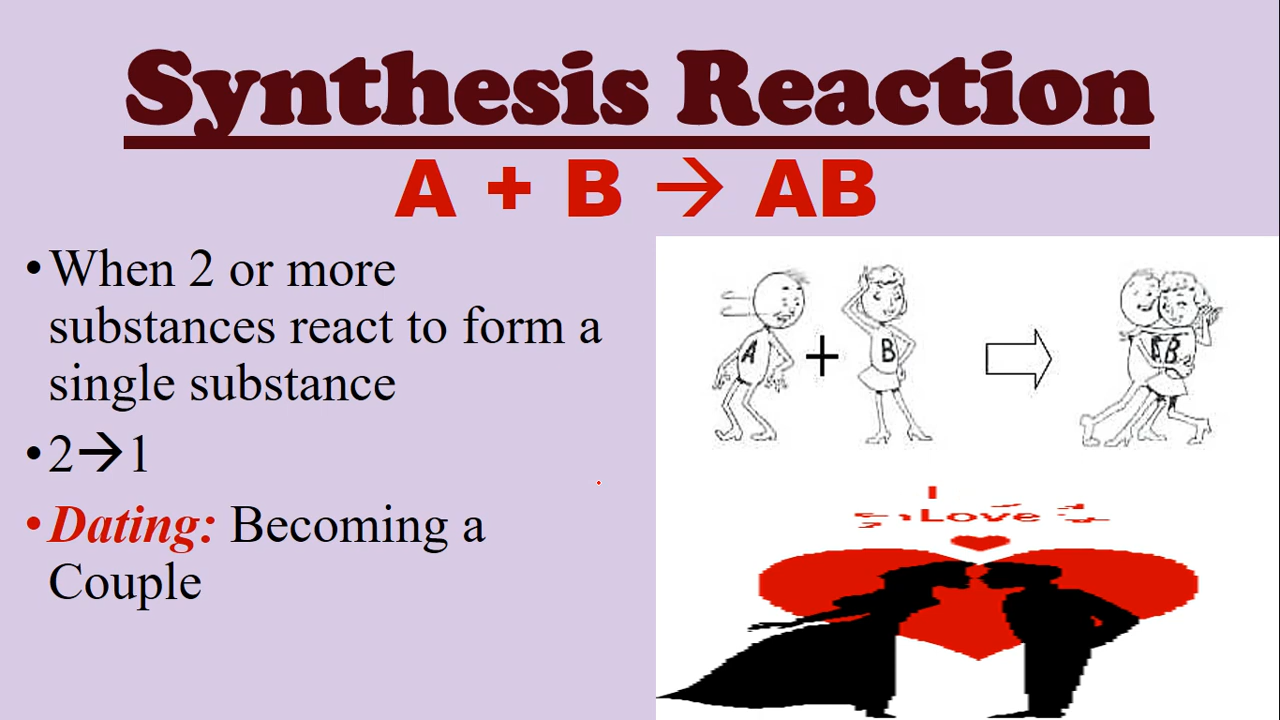 Synthesis Reaction
A + B → AB
•When 2 or more
substances react to form a
single substance
•2→1
•Dating: Becoming a
Couple
A + B
B
I
Love